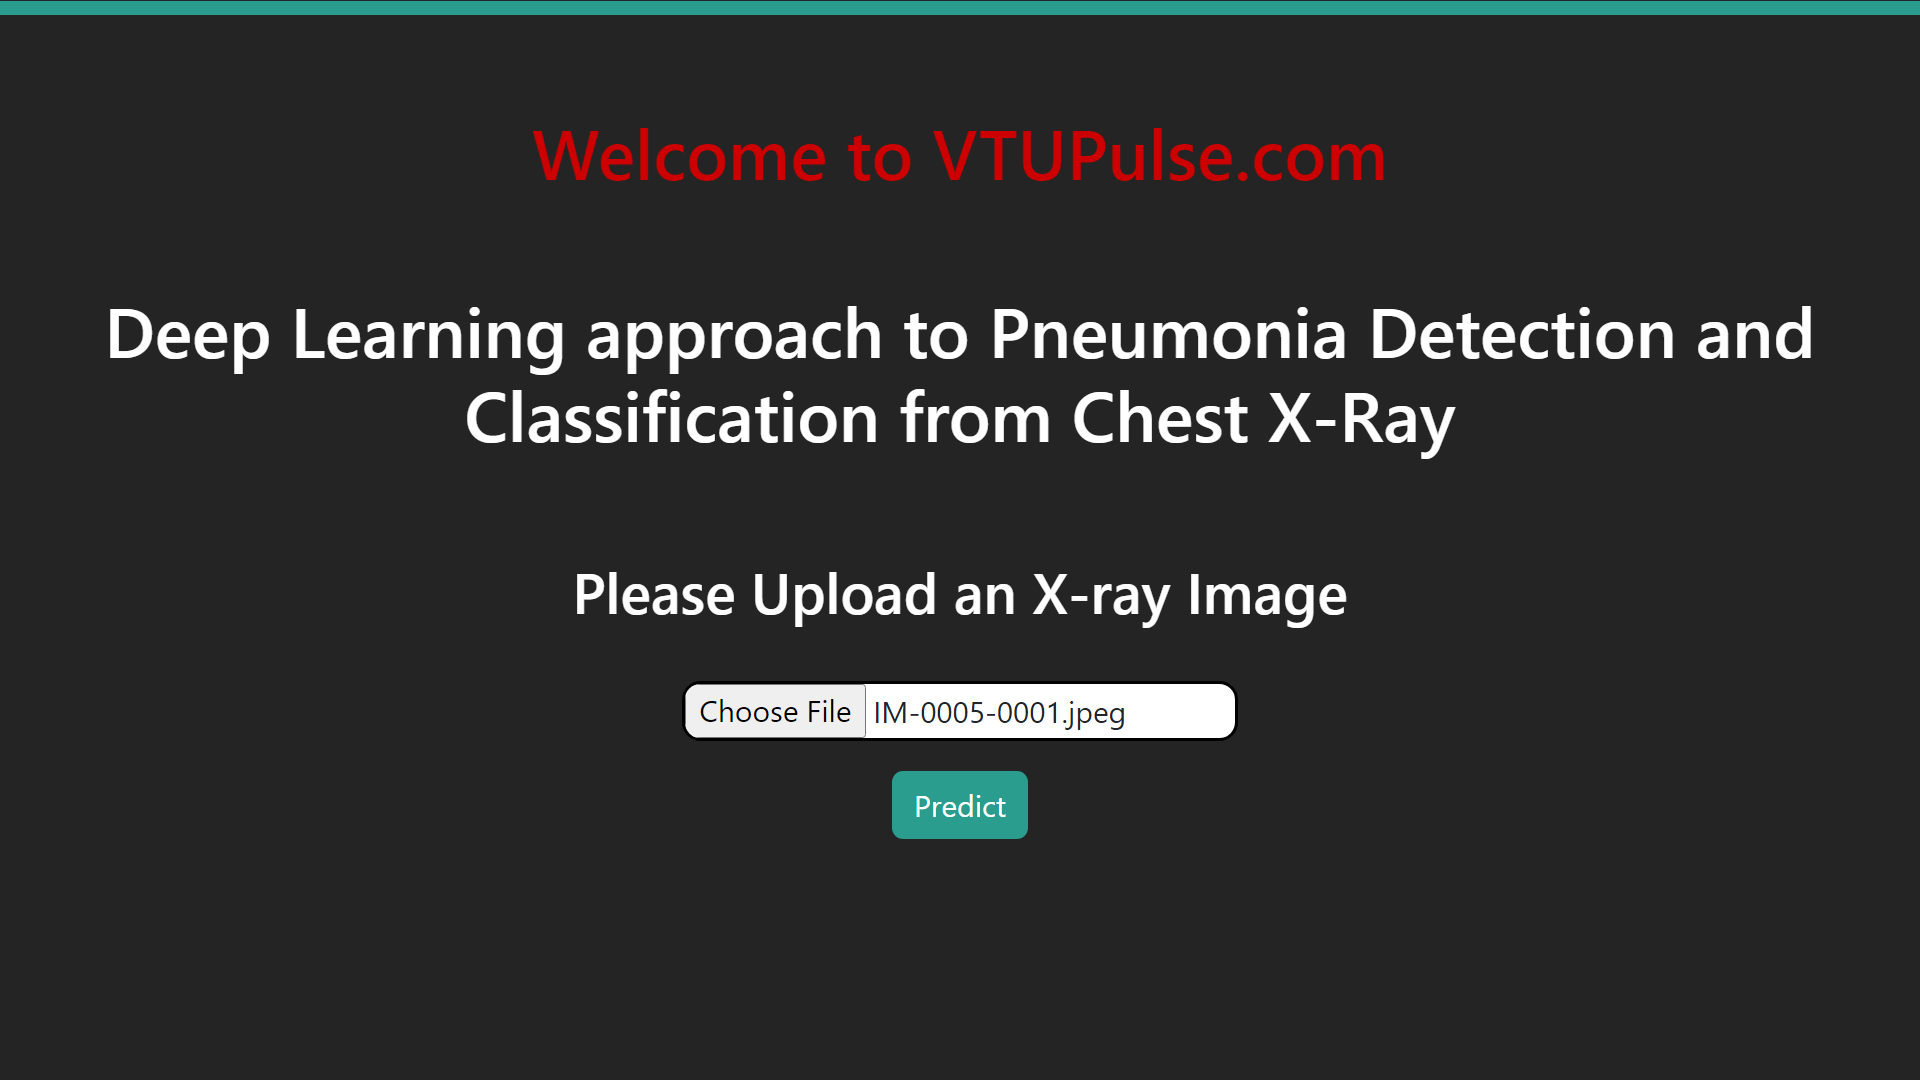 Welcome to VTUPulse.com
Deep Learning approach to Pneumonia Detection and
Classification from Chest X-Ray
Please Upload an X-ray Image
Choose File IM-0005-0001.jpeg
Predict